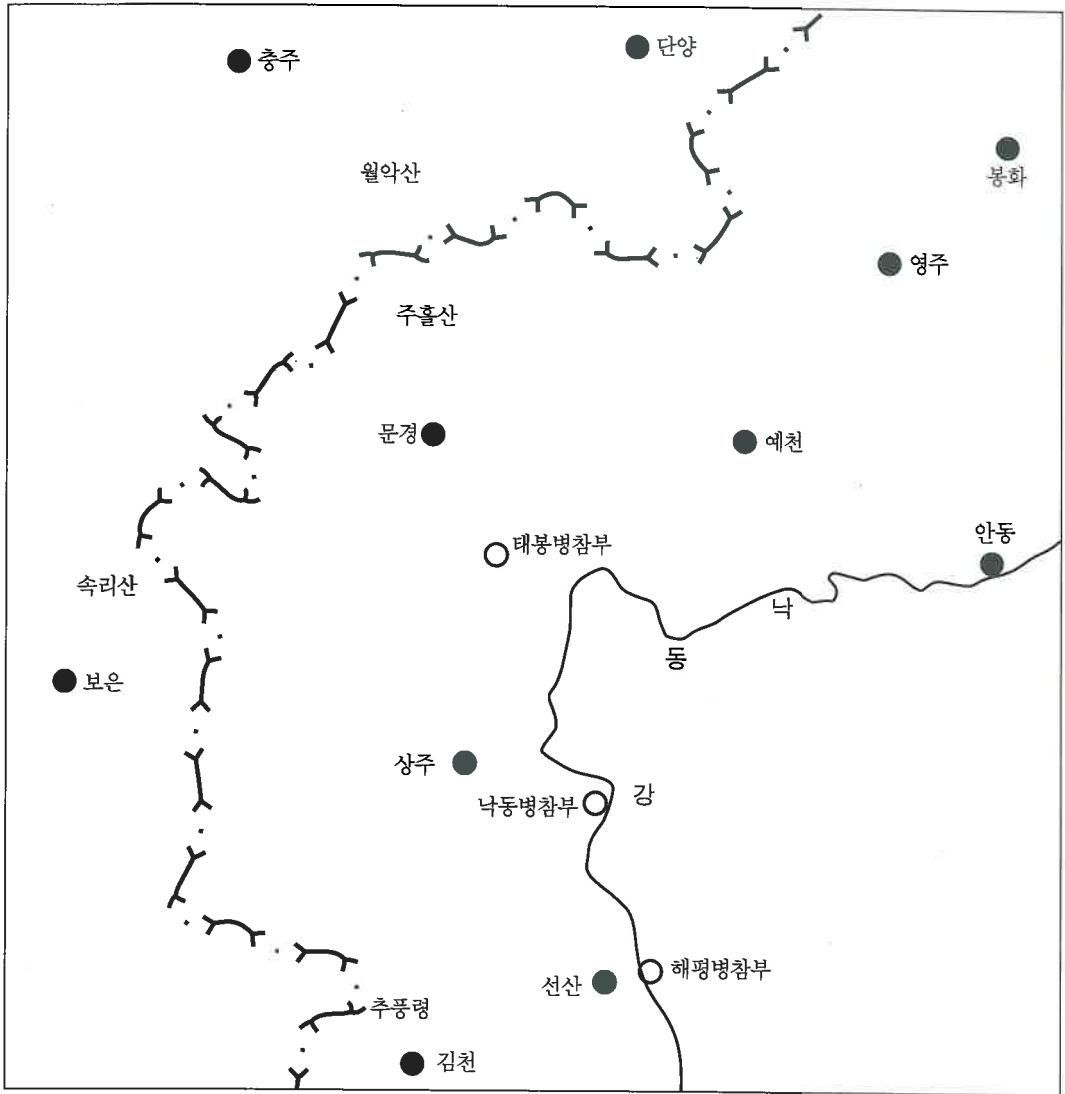 충주
단양
월악산
봉화
영주
주흘산
문경
예천
안동
태봉병참부
낙
속리산
동
보은
상주
강
낙동병참부
해평병참부
선산
추풍령
김천